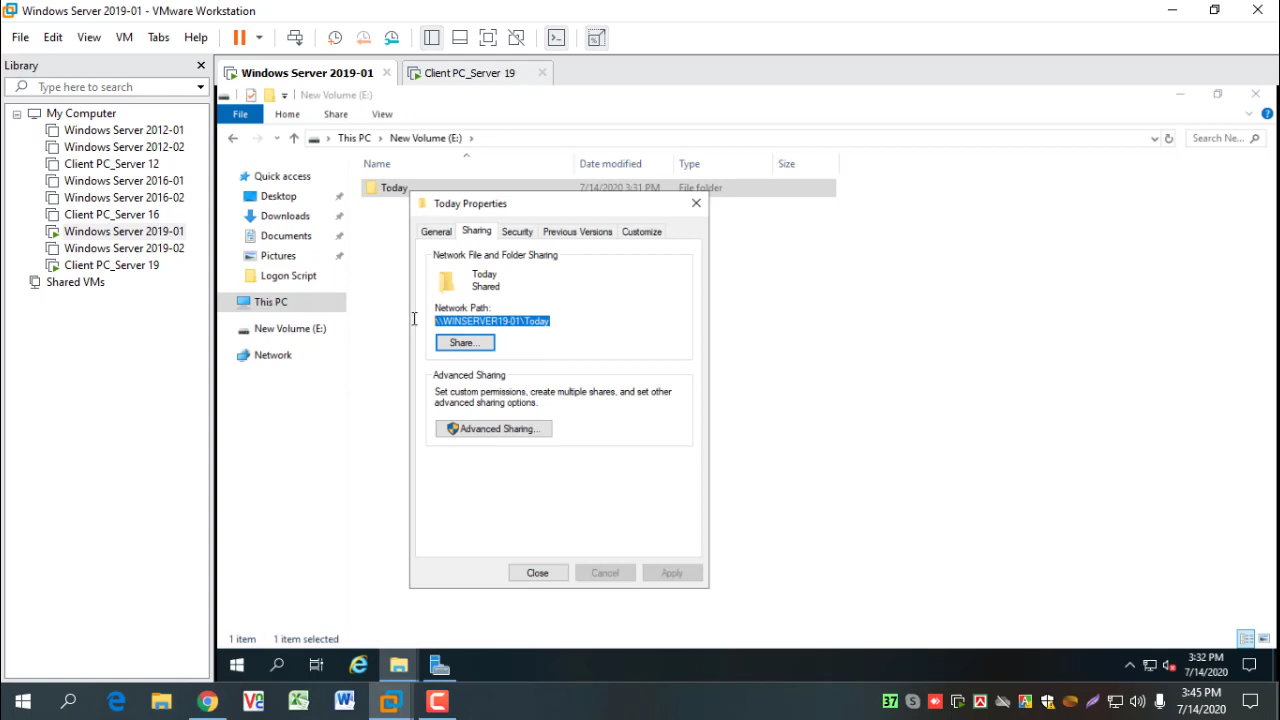 Windows Server 2019-01 - VMware Workstation
File Edit View VM Tabs Help
Library
Type here to search
My Computer
Windows Server 2012-01
Windows Server 2012-02
Client PC_Server 12
Windows Server 2016-01
Windows Server 2016-02
Client PC_Server 16
Windows Server 2019-01
Windows Server 2019-02
Client PC_Server 19
Shared VMs
Windows Server 2019-01 Client PC_Server 19
New Volume (E:)
File Home Share View
This PC New Volume (E:) Search Ne...
Quick access
Desktop
Downloads
Documents
Pictures
Logon Script
This PC
New Volume (E:)
Network
Name Date modified Type Size
Today 7/14/2020 3:31 PM File folder
Today Properties
General Sharing Security Previous Versions Customize
Network File and Folder Sharing
Today
Shared
Network Path:
\\WINSERVER19-01\Today
Share...
Advanced Sharing
Set custom permissions, create multiple shares, and set other
advanced sharing options.
Advanced Sharing...
Close Cancel Apply
1 item 1 item selected
3:32 PM
7/14/2020
37
3:45 PM
7/14/2020